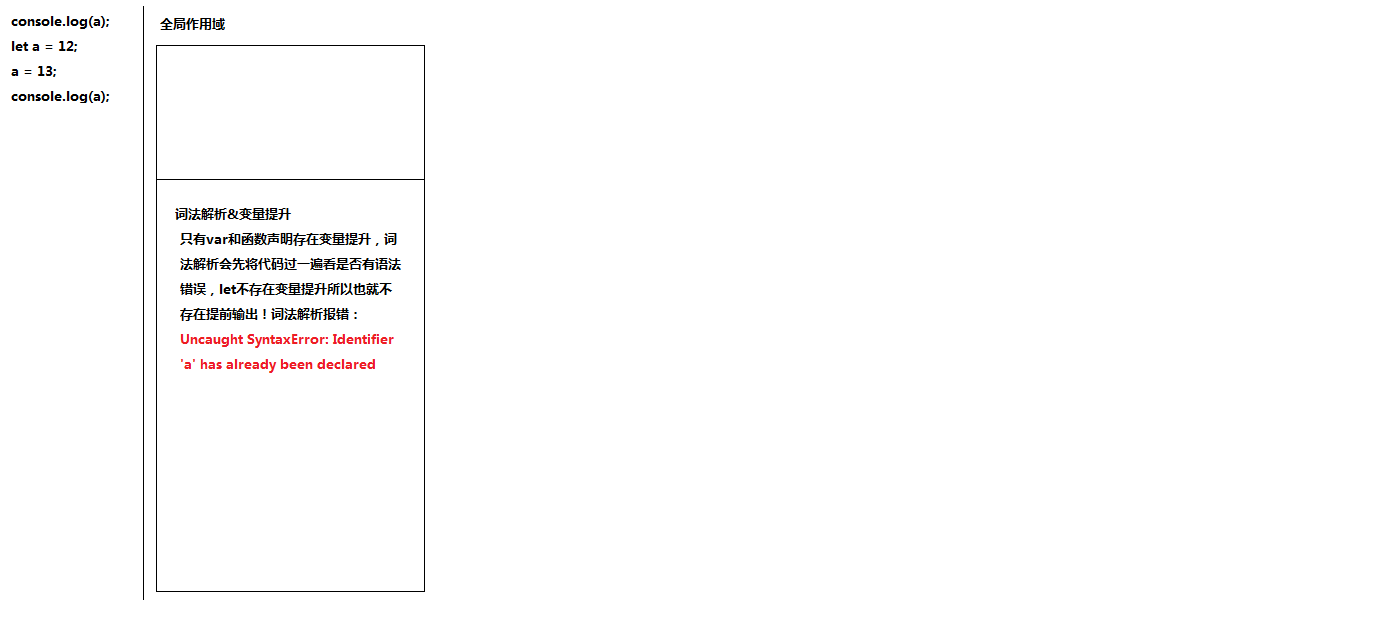 console.log(a);
let a = 12;
a = 13;
console.log(a);
全局作用域
词法解析&变量提升
只有var和函数声明存在变量提升，词
法解析会先将代码过一遍看是否有语法
错误，let不存在变量提升所以也就不
存在提前输出！词法解析报错：
Uncaught SyntaxError: Identifier
'a' has already been declared